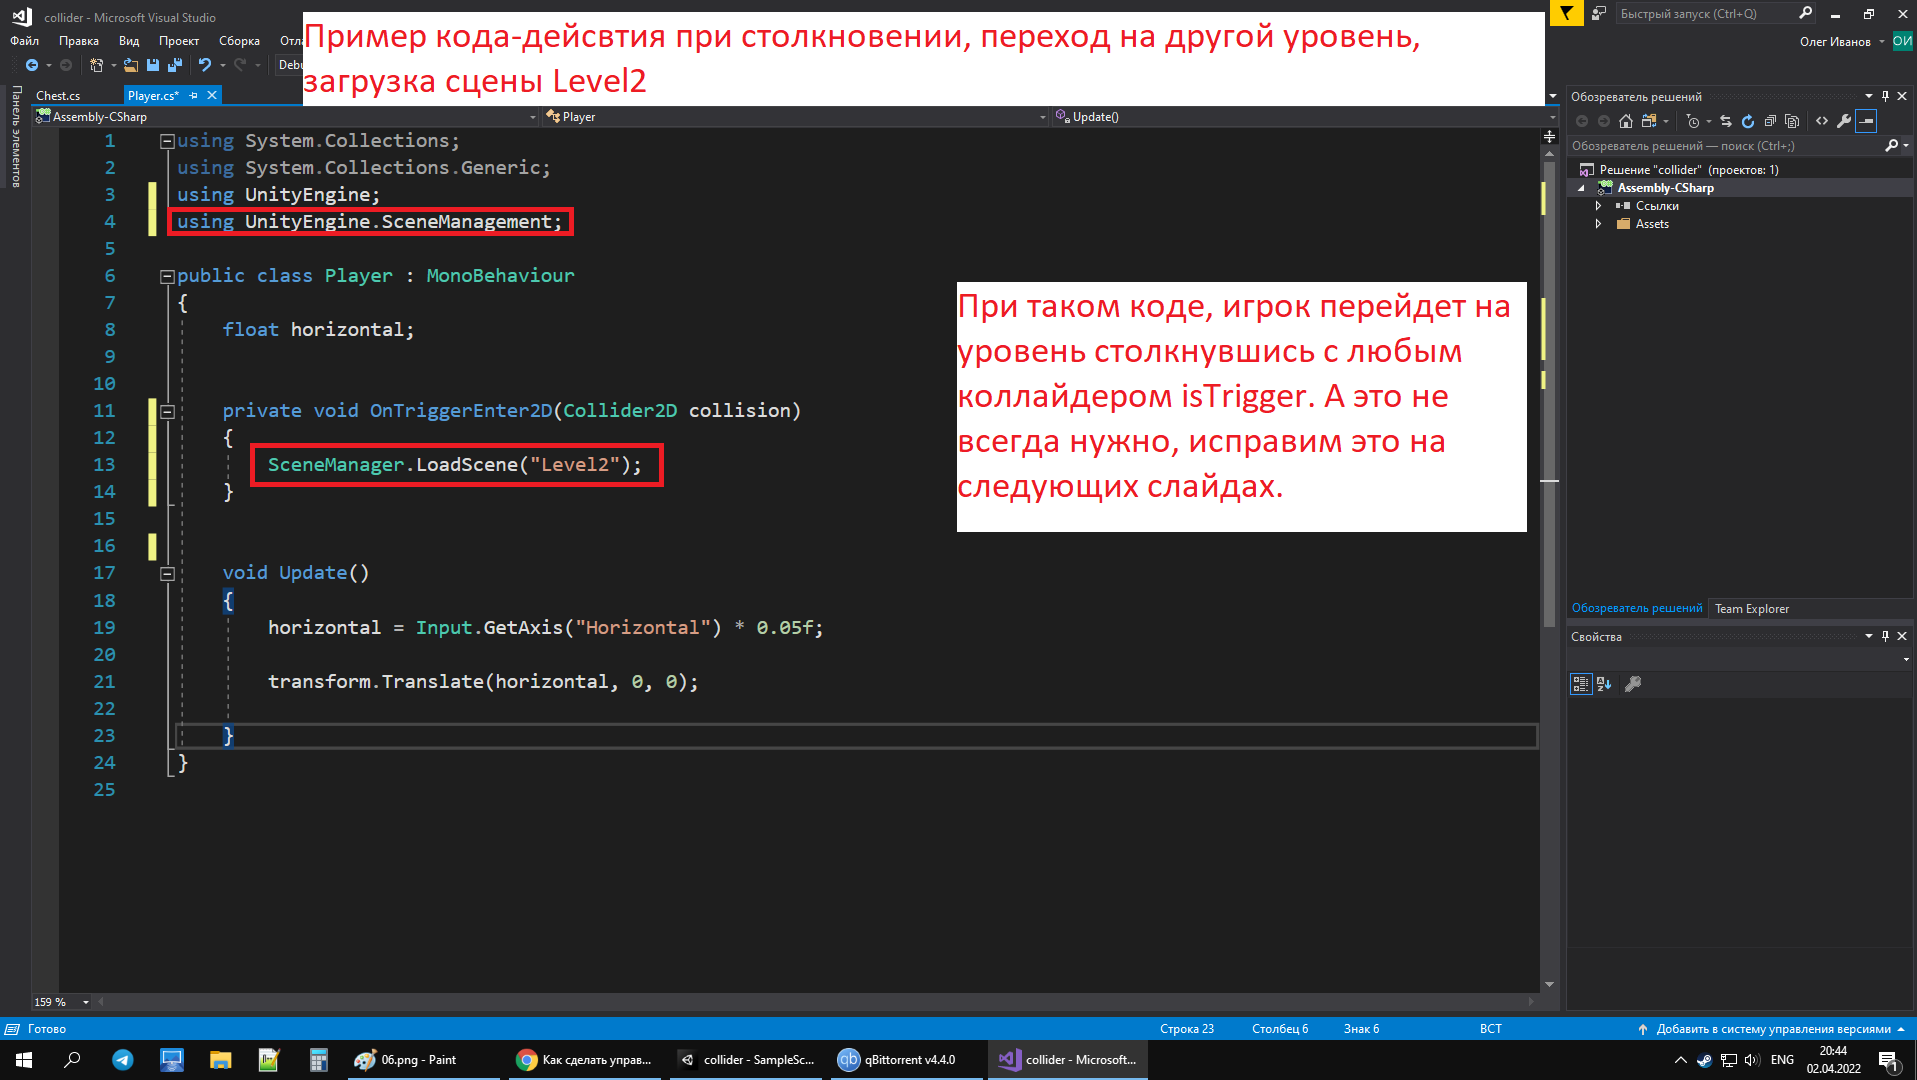 collider - Microsoft Visual Studio
Быстрый запуск (Ctrl+Q)
Файл Правка Вид Проект Сборка Отла
Олег Иванов ОИ
Debu
Пример кода-дейсвтия при столкновении, переход на другой уровень,
загрузка сцены Level2
Панель элементов
Chest.cs Player.cs*
Assembly-CSharp Player Update()
1 using System.Collections;
2 using System.Collections.Generic;
3 using UnityEngine;
4 using UnityEngine.SceneManagement;
5
6 public class Player : MonoBehaviour
7 {
8 float horizontal;
9
10
11 private void OnTriggerEnter2D(Collider2D collision)
12 {
13 SceneManager.LoadScene("Level2");
14 }
15
16
17 void Update()
18 {
19 horizontal = Input.GetAxis("Horizontal") * 0.05f;
20
21 transform.Translate(horizontal, 0, 0);
22
23 }
24 }
25
При таком коде, игрок перейдет на
уровень столкнувшись с любым
коллайдером isTrigger. А это не
всегда нужно, исправим это на
следующих слайдах.
Обозреватель решений
Обозреватель решений — поиск (Ctrl+;)
Решение "collider" (проектов: 1)
Assembly-CSharp
Ссылки
Assets
Обозреватель решений Team Explorer
Свойства
159 %
Готово Строка 23 Столбец 6 Знак 6 ВСТ Добавить в систему управления версиями
06.png - Paint Как сделать управ... collider - SampleSc... qBittorrent v4.4.0 collider - Microsoft... ENG 20:44
02.04.2022 1